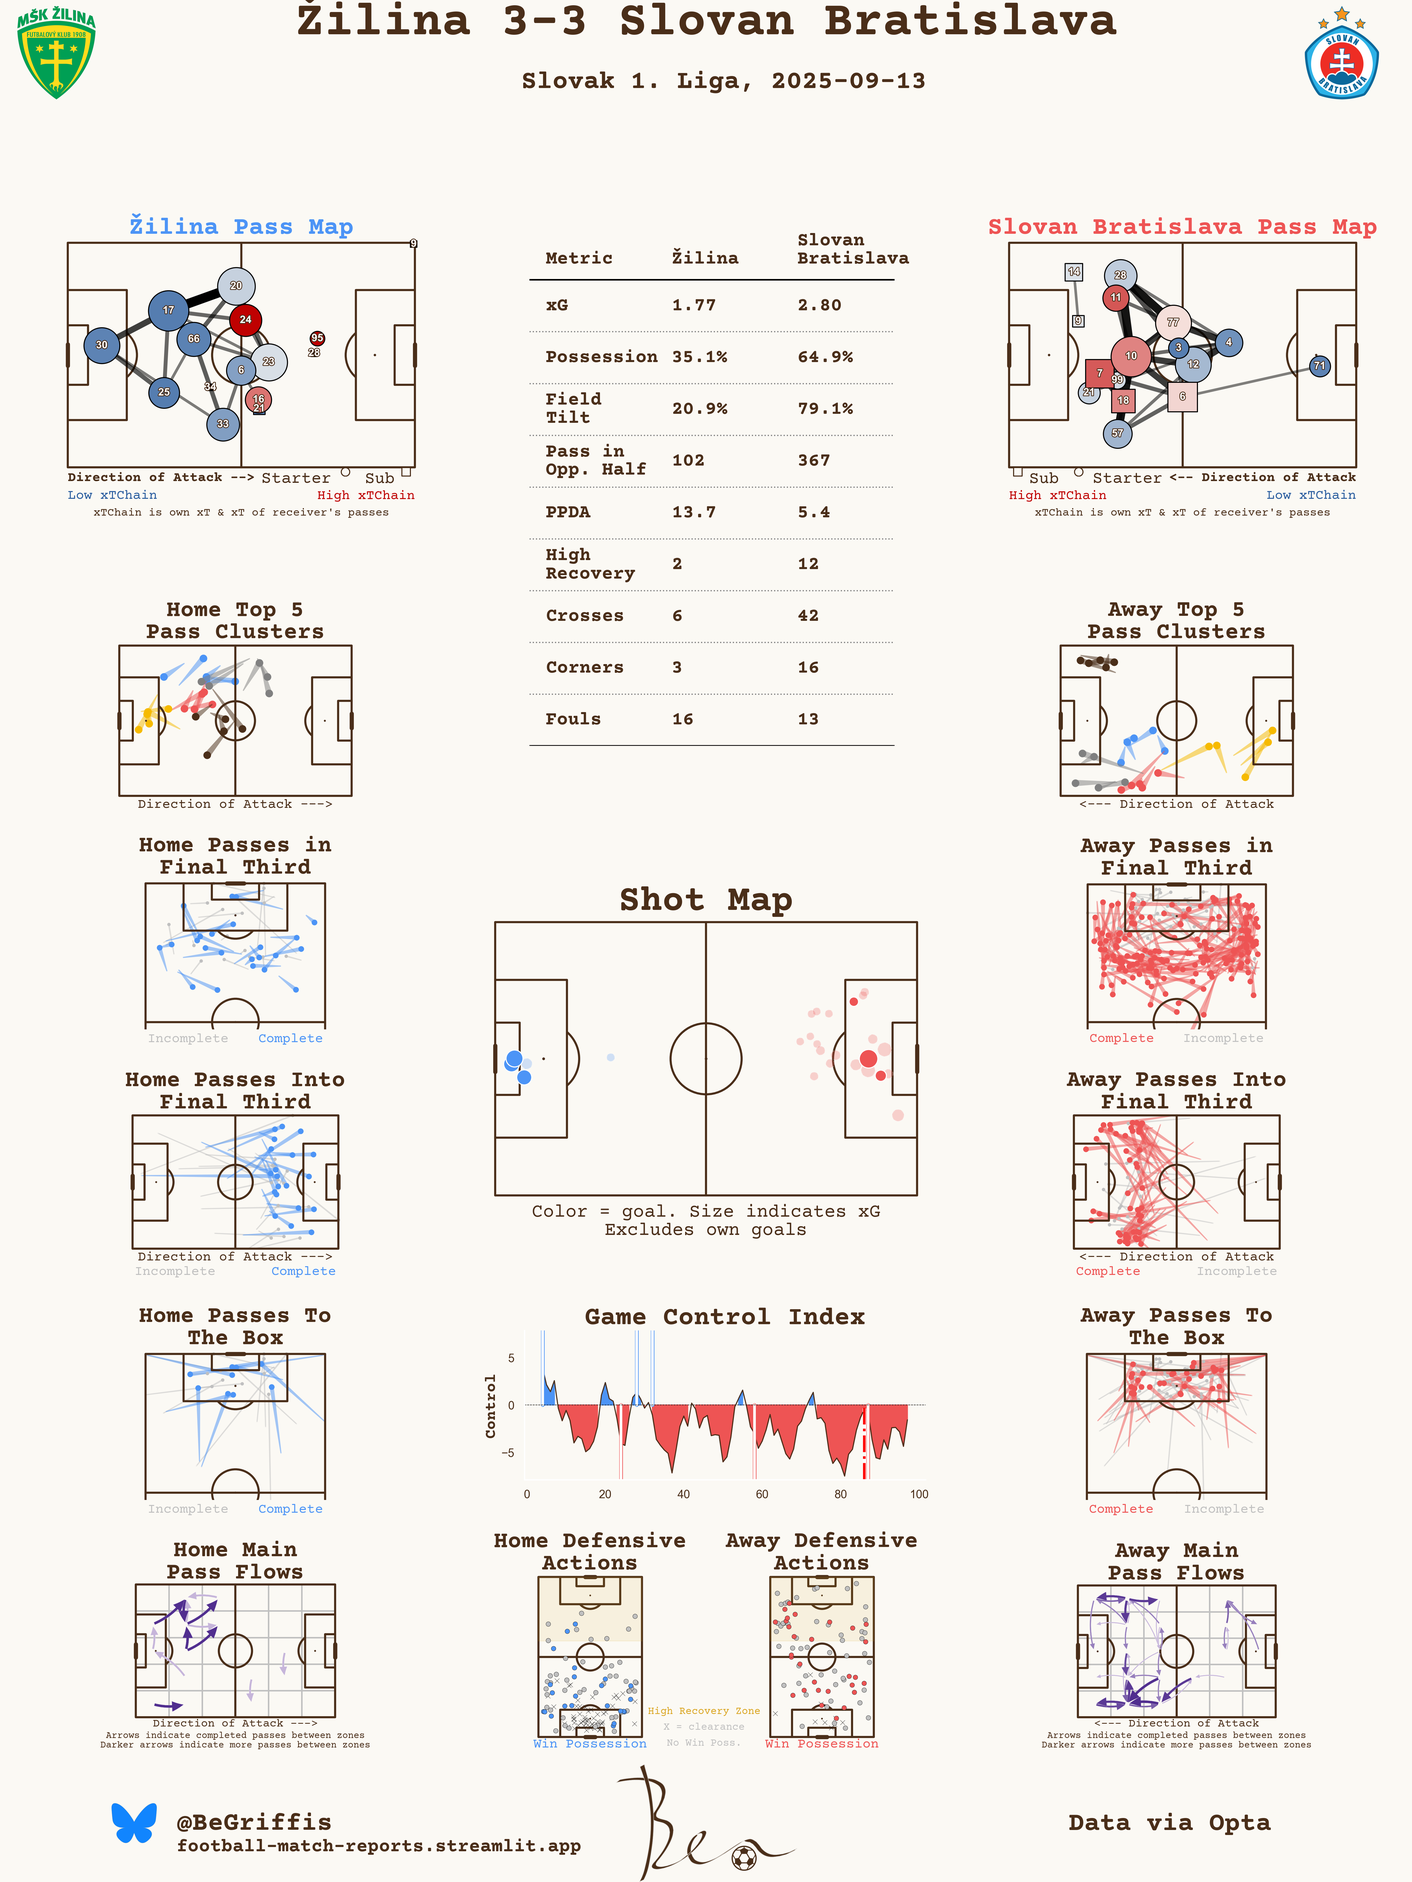 Žilina 3-3 Slovan Bratislava
Slovak 1. Liga, 2025-09-13
MŠK ŽILINA
FUTBALOVÝ KLUB 1908
SLOVAN
BRATISLAVA
Žilina Pass Map
9
20
17
24
95
30
66
28
23
6
34
25
16
21
33
Direction of Attack --> Starter Sub
Low xTChain High xTChain
xTChain is own xT & xT of receiver's passes
Metric Žilina Slovan Bratislava
xG 1.77 2.80
Possession 35.1% 64.9%
Field Tilt 20.9% 79.1%
Pass in Opp. Half 102 367
PPDA 13.7 5.4
High Recovery 2 12
Crosses 6 42
Corners 3 16
Fouls 16 13
Slovan Bratislava Pass Map
14
28
11
9
77
4
3
10
12
71
7
99
21
18
6
57
Sub Starter <-- Direction of Attack
High xTChain Low xTChain
xTChain is own xT & xT of receiver's passes
Home Top 5
Pass Clusters
Direction of Attack --->
Away Top 5
Pass Clusters
<--- Direction of Attack
Home Passes in
Final Third
Incomplete Complete
Away Passes in
Final Third
Complete Incomplete
Shot Map
Color = goal. Size indicates xG
Excludes own goals
Home Passes Into
Final Third
Direction of Attack --->
Incomplete Complete
Away Passes Into
Final Third
<--- Direction of Attack
Complete Incomplete
Home Passes To
The Box
Incomplete Complete
Game Control Index
Control
5
0
−5
0 20 40 60 80 100
Away Passes To
The Box
Complete Incomplete
Home Main
Pass Flows
Direction of Attack --->
Arrows indicate completed passes between zones
Darker arrows indicate more passes between zones
Home Defensive
Actions
Win Possession
High Recovery Zone
X = clearance
No Win Poss.
Away Defensive
Actions
Win Possession
Away Main
Pass Flows
<--- Direction of Attack
Arrows indicate completed passes between zones
Darker arrows indicate more passes between zones
@BeGriffis
football-match-reports.streamlit.app
Ben
Data via Opta